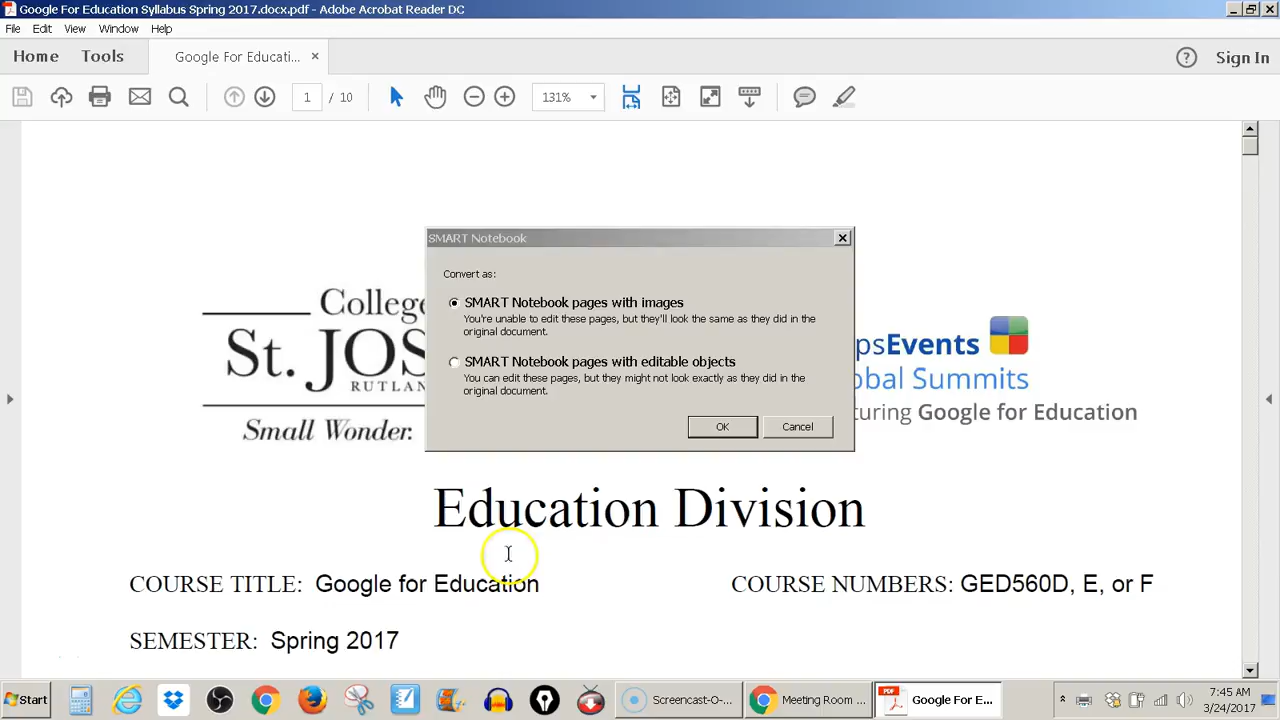 Google For Education Syllabus Spring 2017.docx.pdf - Adobe Acrobat Reader DC
File Edit View Window Help
Home Tools Google For Educati... × Sign In
1 / 10 131%
SMART Notebook
Convert as:
SMART Notebook pages with images
You're unable to edit these pages, but they'll look the same as they did in the
original document.
SMART Notebook pages with editable objects
You can edit these pages, but they might not look exactly as they did in the
original document.
OK Cancel
College
St. JOS
RUTLAN
Small Wonder.
psEvents
bal Summits
turing Google for Education
Education Division
COURSE TITLE: Google for Education COURSE NUMBERS: GED560D, E, or F
SEMESTER: Spring 2017
Start Screencast-O-... Meeting Room ... PDF Google For E... 7:45 AM
3/24/2017